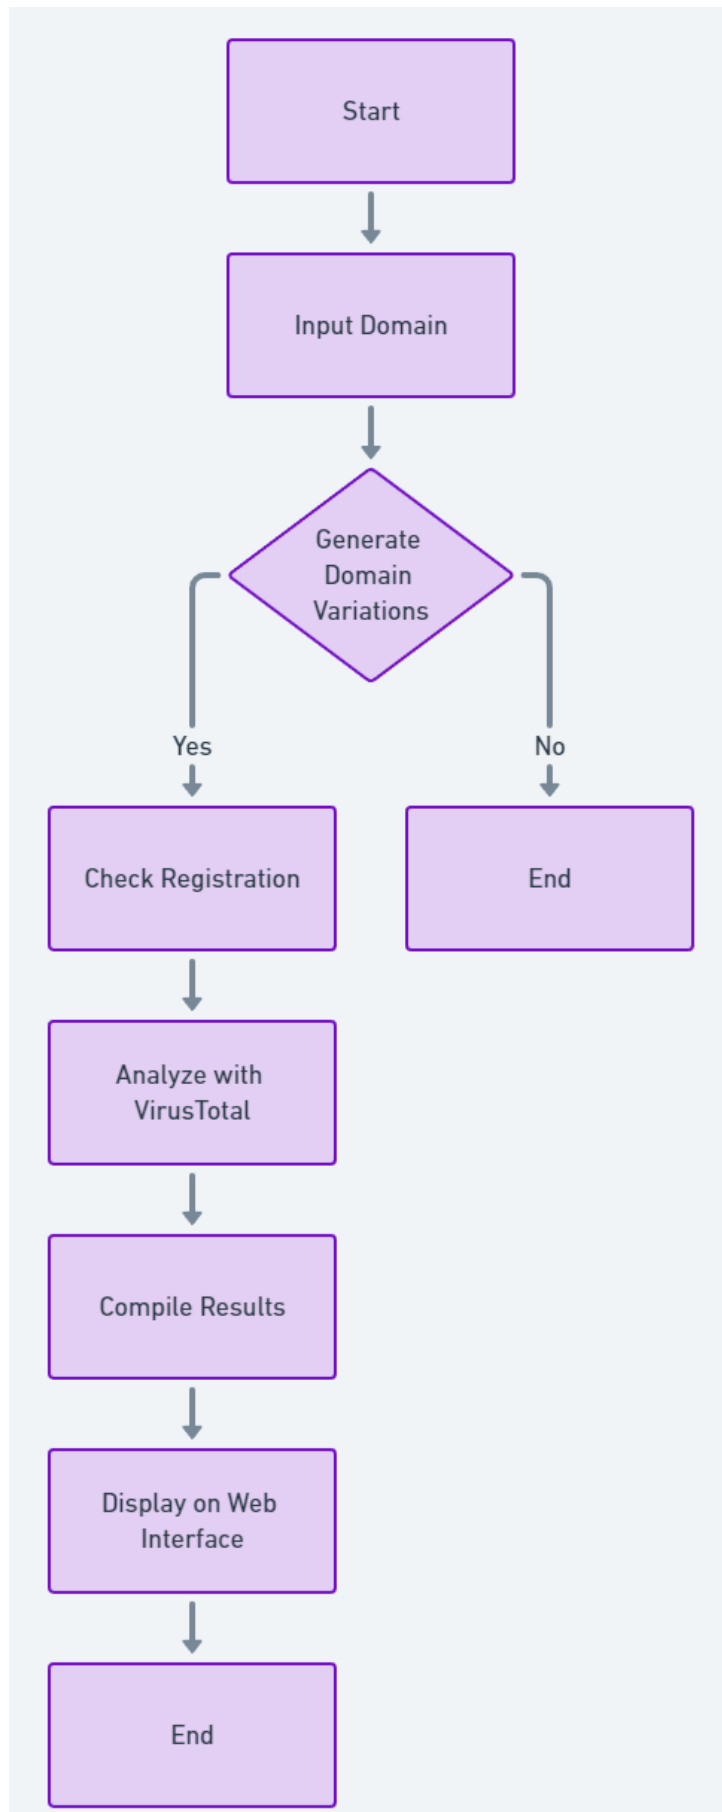 Start
Input Domain
Generate
Domain
Variations
Yes
No
Check Registration
End
Analyze with
VirusTotal
Compile Results
Display on Web
Interface
End